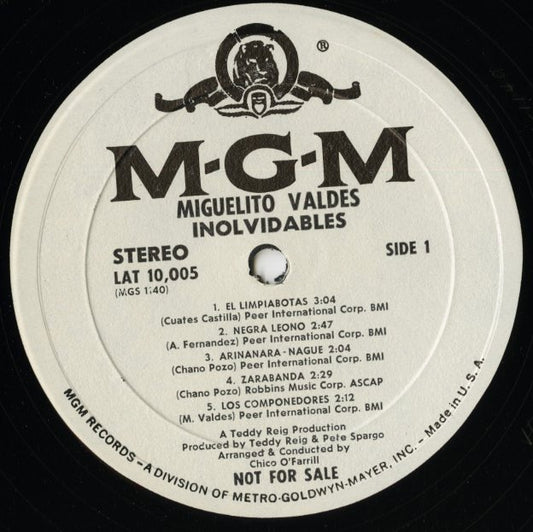 ®
M-G-M
MIGUELITO VALDES
INOLVIDABLES
STEREO
SIDE 1
LAT 10,005
(MGS 1140)
1. EL LIMPIABOTAS 3:04
(Cuates Castilla) Peer International Corp. BMI
2. NEGRA LEONO 2:47
(A. Fernandez) Peer International Corp. BMI
3. ARINANARA-NAGUE 2:04
(Chano Pozo) Peer International Corp. BMI
4. ZARABANDA 2:29
(Chano Pozo) Robbins Music Corp. ASCAP
5. LOS COMPONEDORES 2:12
(M. Valdes) Peer International Corp. BMI
A Teddy Reig Production
Produced by Teddy Reig & Pete Spargo
Arranged & Conducted by
Chico O'Farrill
NOT FOR SALE
MGM RECORDS—A DIVISION OF METRO-GOLDWYN-MAYER, INC. — Made in U. S. A.